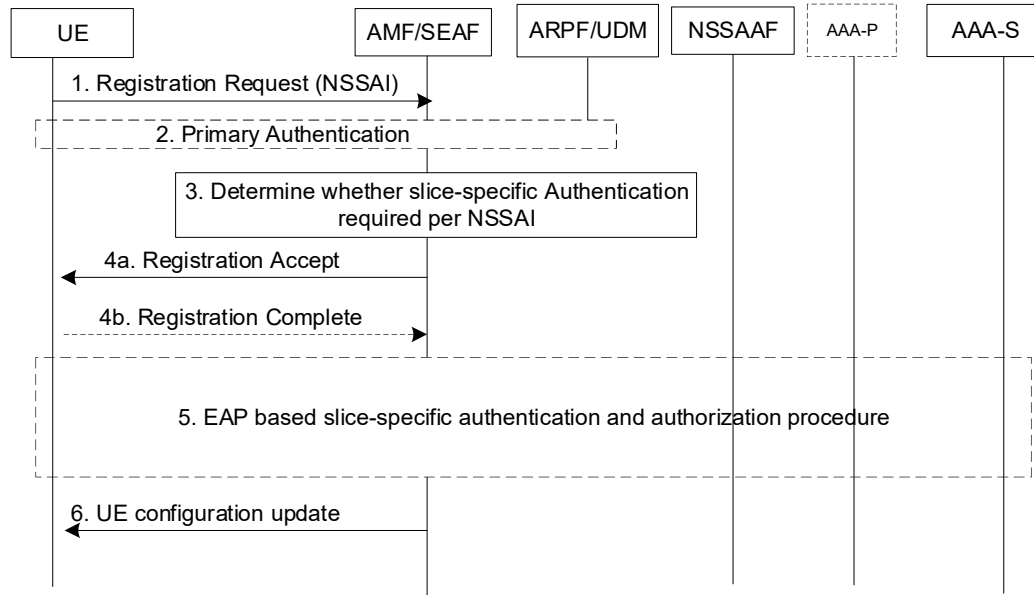 UE
AMF/SEAF
ARPF/UDM
NSSAAF
AAA-P
AAA-S
1. Registration Request (NSSAI)
2. Primary Authentication
3. Determine whether slice-specific Authentication
required per NSSAI
4a. Registration Accept
4b. Registration Complete
5. EAP based slice-specific authentication and authorization procedure
6. UE configuration update